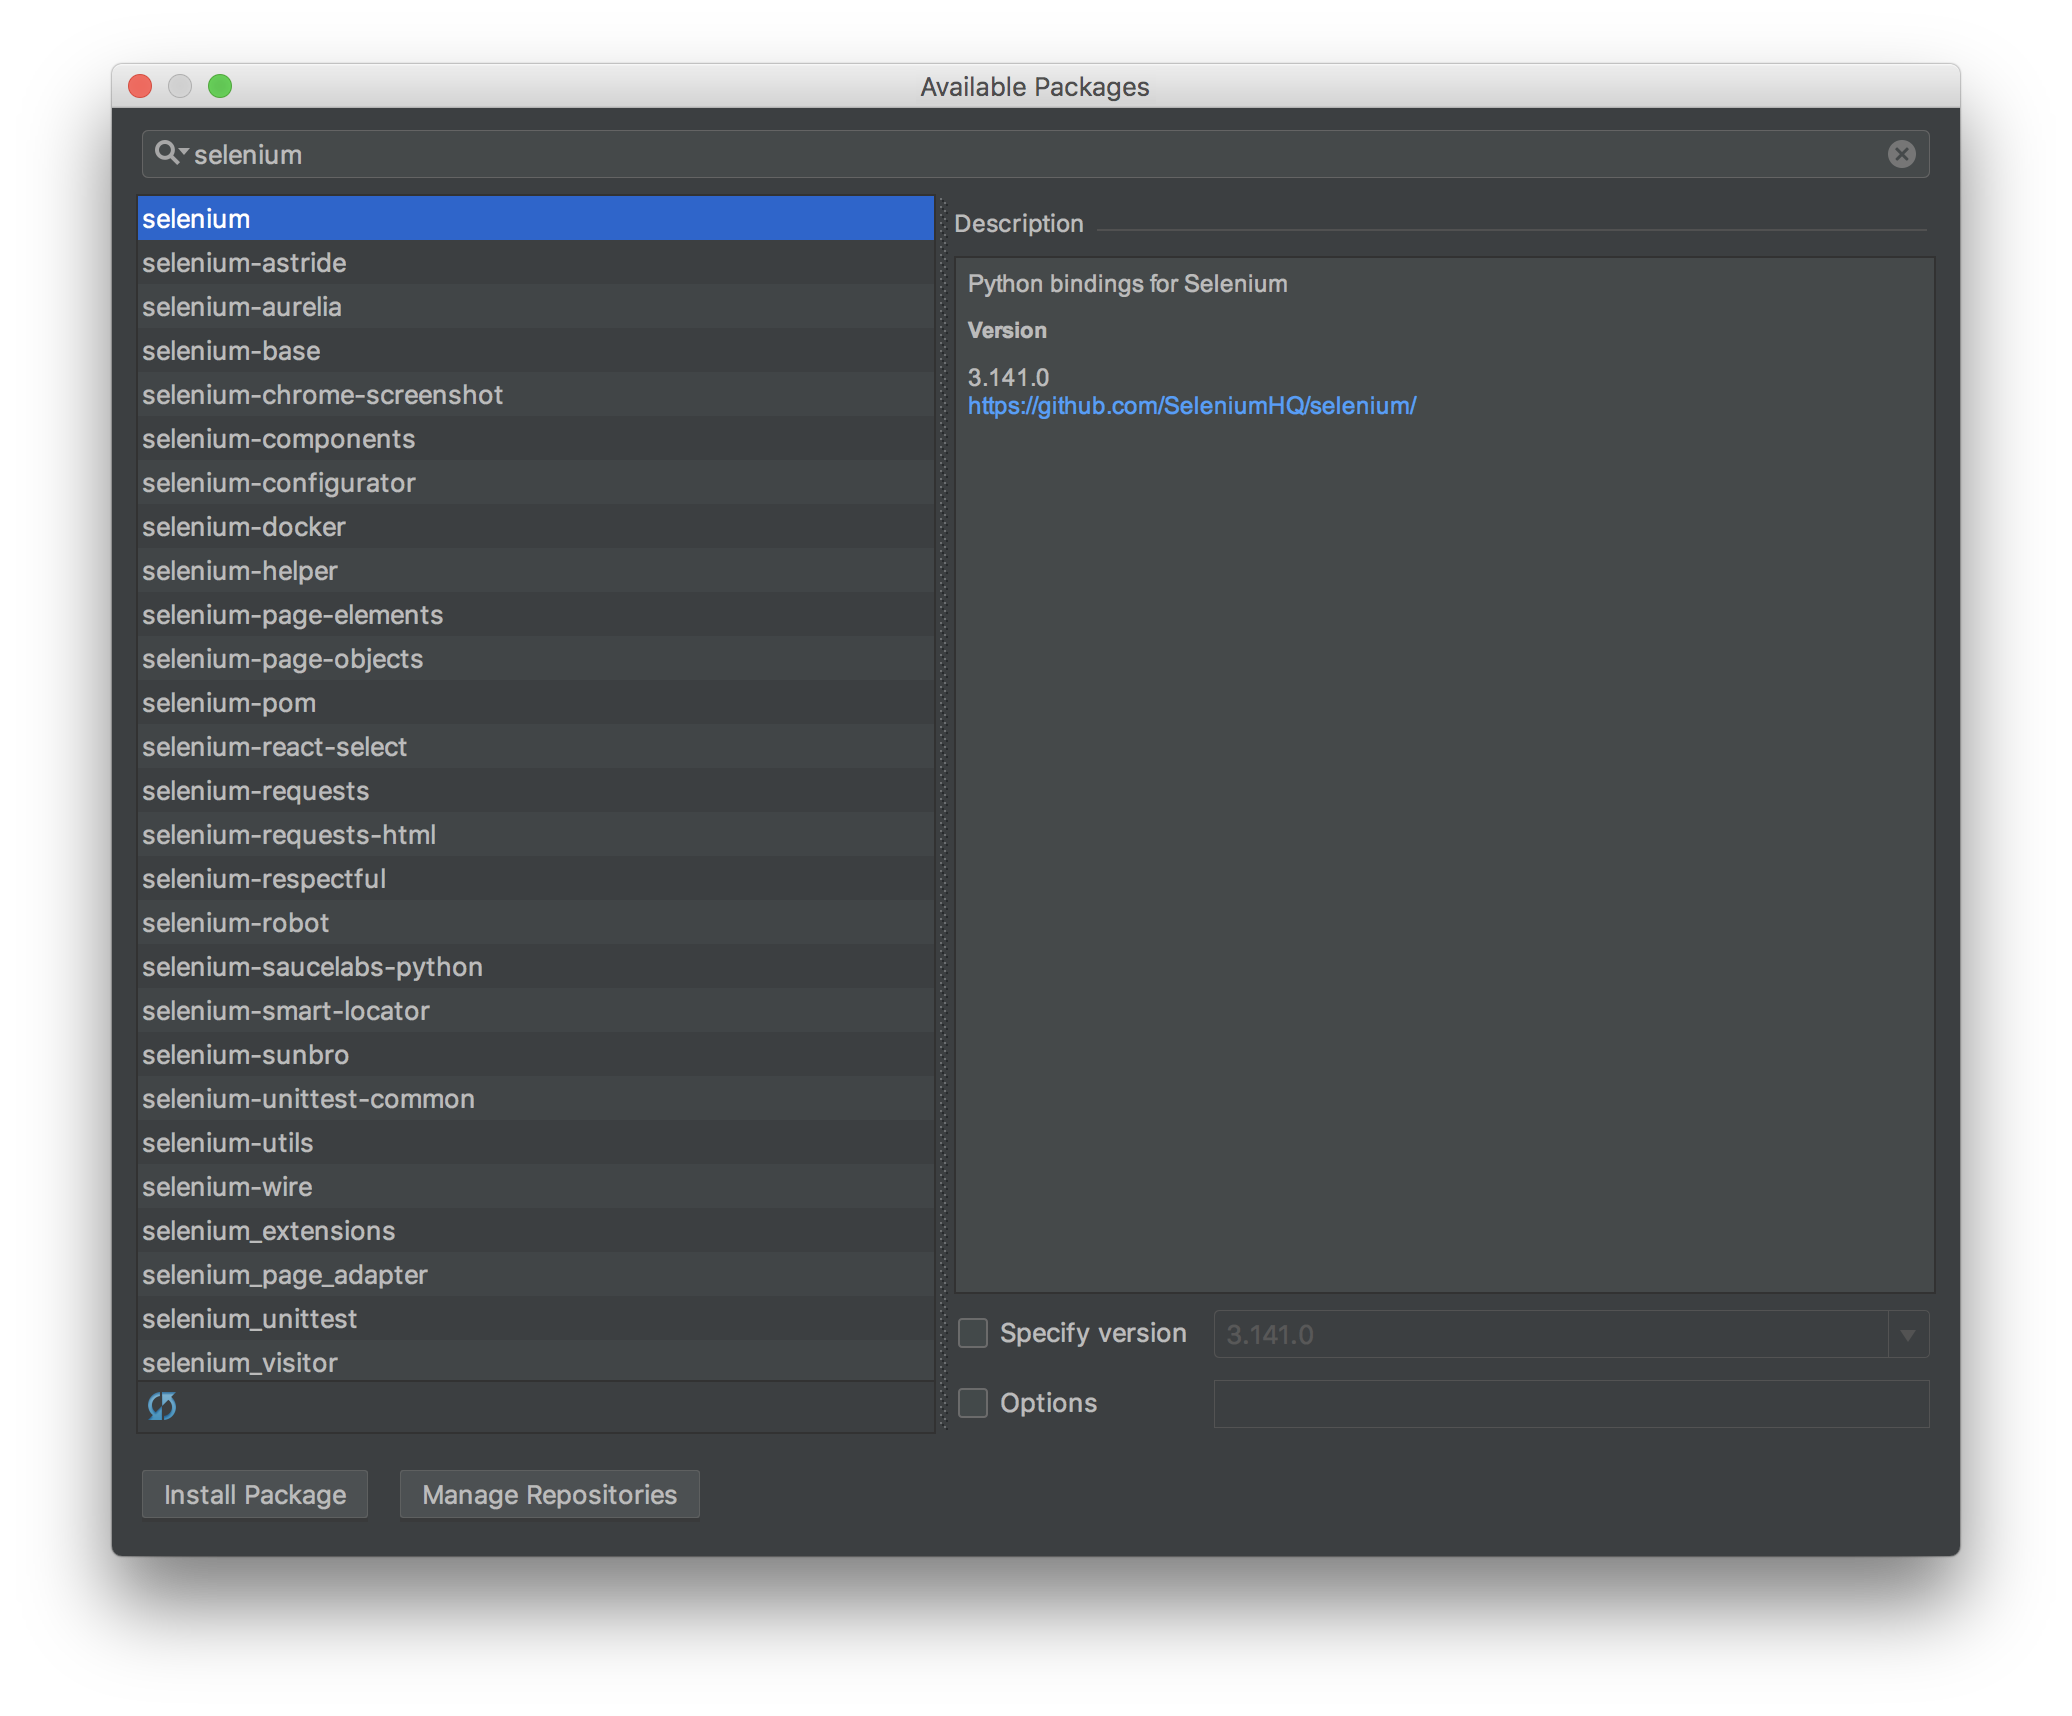 Available Packages
selenium
selenium
selenium-astride
selenium-aurelia
selenium-base
selenium-chrome-screenshot
selenium-components
selenium-configurator
selenium-docker
selenium-helper
selenium-page-elements
selenium-page-objects
selenium-pom
selenium-react-select
selenium-requests
selenium-requests-html
selenium-respectful
selenium-robot
selenium-saucelabs-python
selenium-smart-locator
selenium-sunbro
selenium-unittest-common
selenium-utils
selenium-wire
selenium_extensions
selenium_page_adapter
selenium_unittest
selenium_visitor
Description
Python bindings for Selenium
Version
3.141.0
https://github.com/SeleniumHQ/selenium/
Specify version 3.141.0
Options
Install Package Manage Repositories